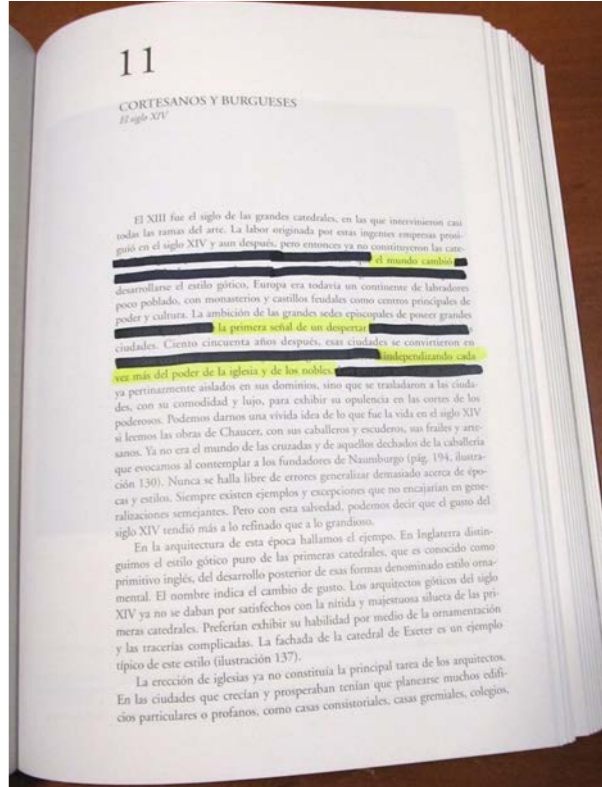 11
CORTESANOS Y BURGUESES
El siglo XIV
El XIII fue el siglo de las grandes catedrales, en las que intervinieron casi
todas las ramas del arte. La labor originada por estas ingentes empresas prosi-
guió en el siglo XIV y aun después, pero entonces ya no constituyeron las cate-
el mundo cambió
desarrollarse el estilo gótico, Europa era todavía un continente de labradores
poco poblado, con monasterios y castillos feudales como centros principales de
poder y cultura. La ambición de las grandes sedes episcopales de poseer grandes
la primera señal de un despertar
ciudades. Ciento cincuenta años después, esas ciudades se convirtieron en
independizando cada
vez más del poder de la iglesia y de los nobles.
ya pertinazmente aislados en sus dominios, sino que se trasladaron a las ciuda-
des, con su comodidad y lujo, para exhibir su opulencia en las cortes de los
poderosos. Podemos darnos una vívida idea de lo que fue la vida en el siglo XIV
si leemos las obras de Chaucer, con sus caballeros y escuderos, sus frailes y arte-
sanos. Ya no era el mundo de las cruzadas y de aquellos dechados de la caballería
que evocamos al contemplar a los fundadores de Naumburgo (pág. 194, ilustra-
ción 130). Nunca se halla libre de errores generalizar demasiado acerca de épo-
cas y estilos. Siempre existen ejemplos y excepciones que no encajarían en gene-
ralizaciones semejantes. Pero con esta salvedad, podemos decir que el gusto del
siglo XIV tendió más a lo refinado que a lo grandioso.
En la arquitectura de esta época hallamos el ejempo. En Inglaterra distin-
guimos el estilo gótico puro de las primeras catedrales, que es conocido como
primitivo inglés, del desarrollo posterior de esas formas denominado estilo orna-
mental. El nombre indica el cambio de gusto. Los arquitectos góticos del siglo
XIV ya no se daban por satisfechos con la nítida y majestuosa silueta de las pri-
meras catedrales. Preferían exhibir su habilidad por medio de la ornamentación
y las tracerías complicadas. La fachada de la catedral de Exeter es un ejemplo
típico de este estilo (ilustración 137).
La erección de iglesias ya no constituía la principal tarea de los arquitectos.
En las ciudades que crecían y prosperaban tenían que planearse muchos edifi-
cios particulares o profanos, como casas consistoriales, casas gremiales, colegios,